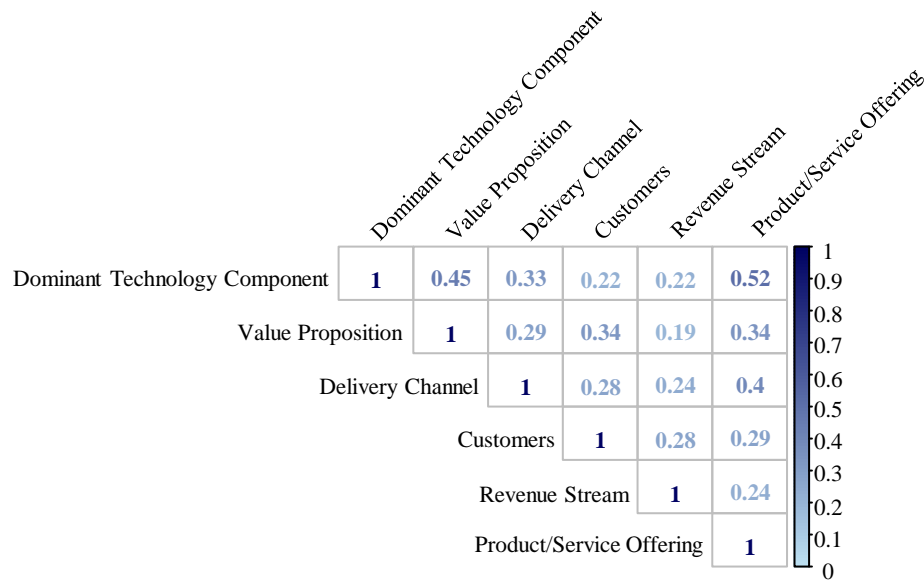 Dominant Technology Component
Value Proposition
Delivery Channel
Customers
Revenue Stream
Product/Service Offering
Dominant Technology Component 1 0.45 0.33 0.22 0.22 0.52
Value Proposition 1 0.29 0.34 0.19 0.34
Delivery Channel 1 0.28 0.24 0.4
Customers 1 0.28 0.29
Revenue Stream 1 0.24
Product/Service Offering 1
1
0.9
0.8
0.7
0.6
0.5
0.4
0.3
0.2
0.1
0